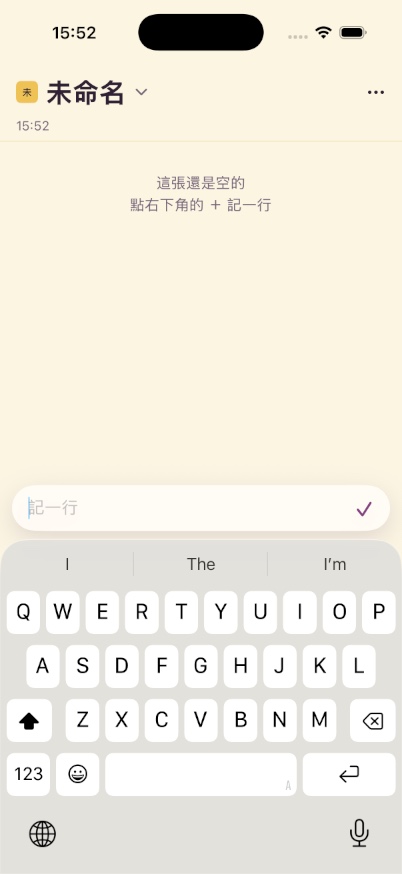 15:52
未 未命名
15:52
這張還是空的
點右下角的 + 記一行
記一行
I The I'm
Q W E R T Y U I O P
A S D F G H J K L
Z X C V B N M
123
A